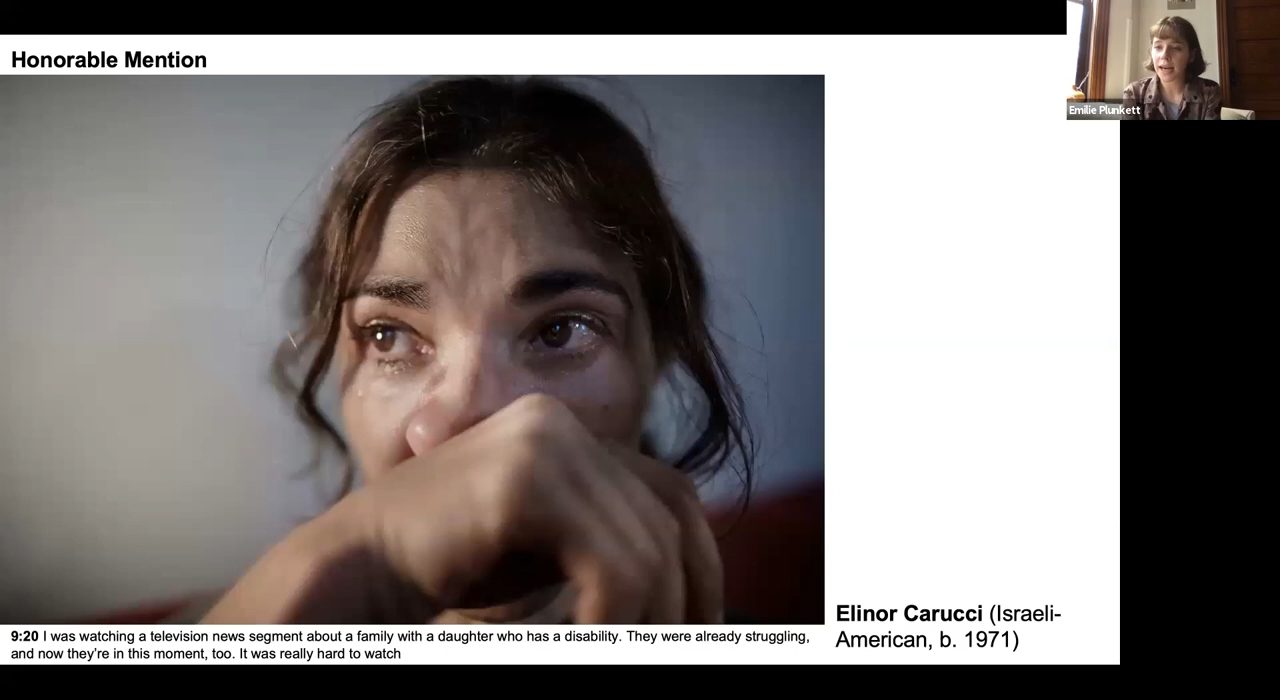 Honorable Mention
Emilie Plunkett
Elinor Carucci (Israeli-
American, b. 1971)
9:20 I was watching a television news segment about a family with a daughter who has a disability. They were already struggling,
and now they’re in this moment, too. It was really hard to watch